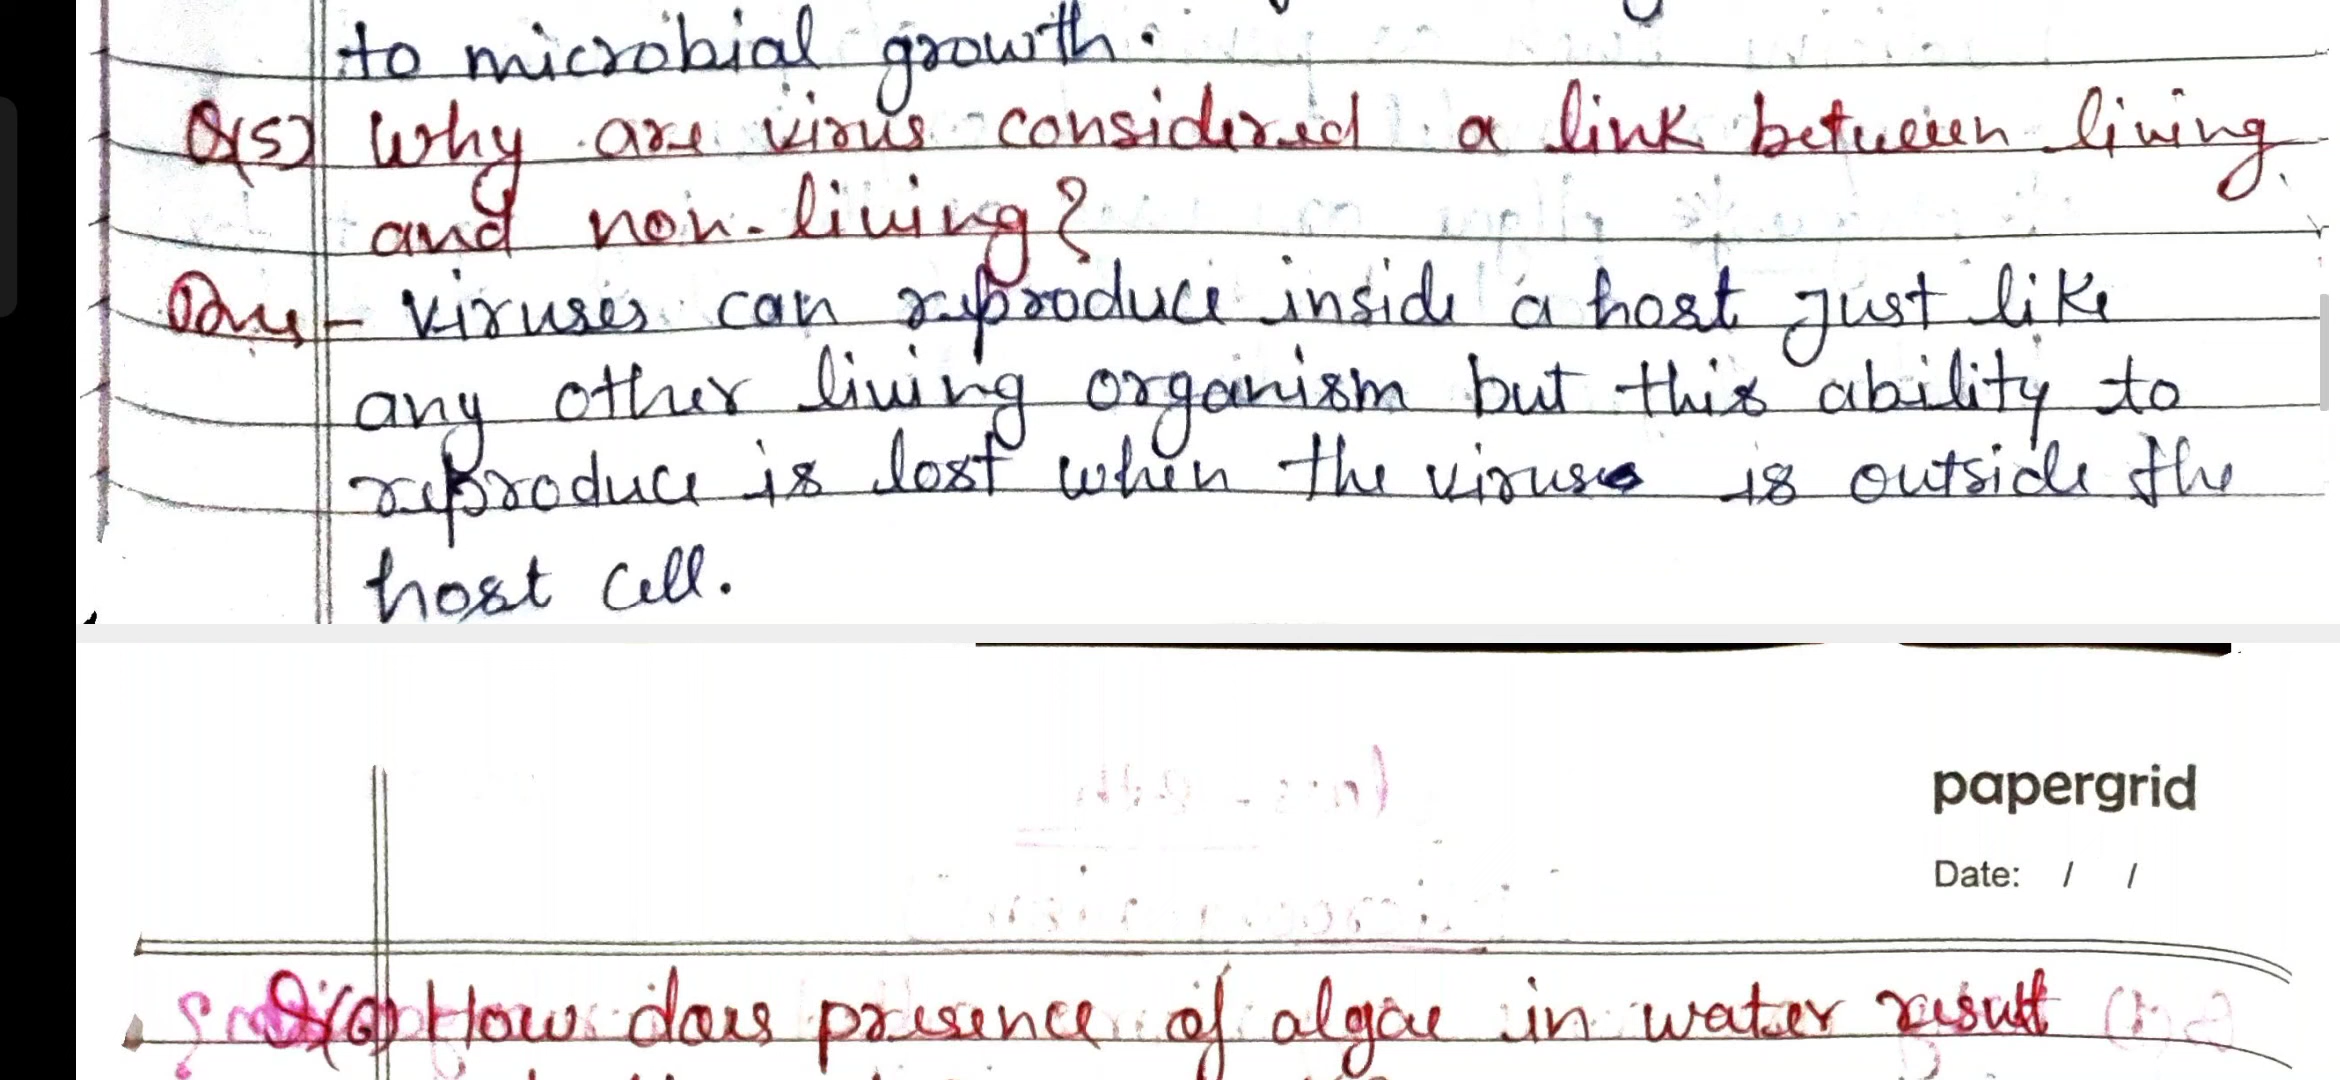 to microbial growth.
Q(5) Why are virus considered a link between living
and non-living?
Ans - Viruses can reproduce inside a host just like
any other living organism but this ability to
reproduce is lost when the viruses is outside the
host cell.
papergrid
Date: / /
Q(6) How does presence of algae in water result